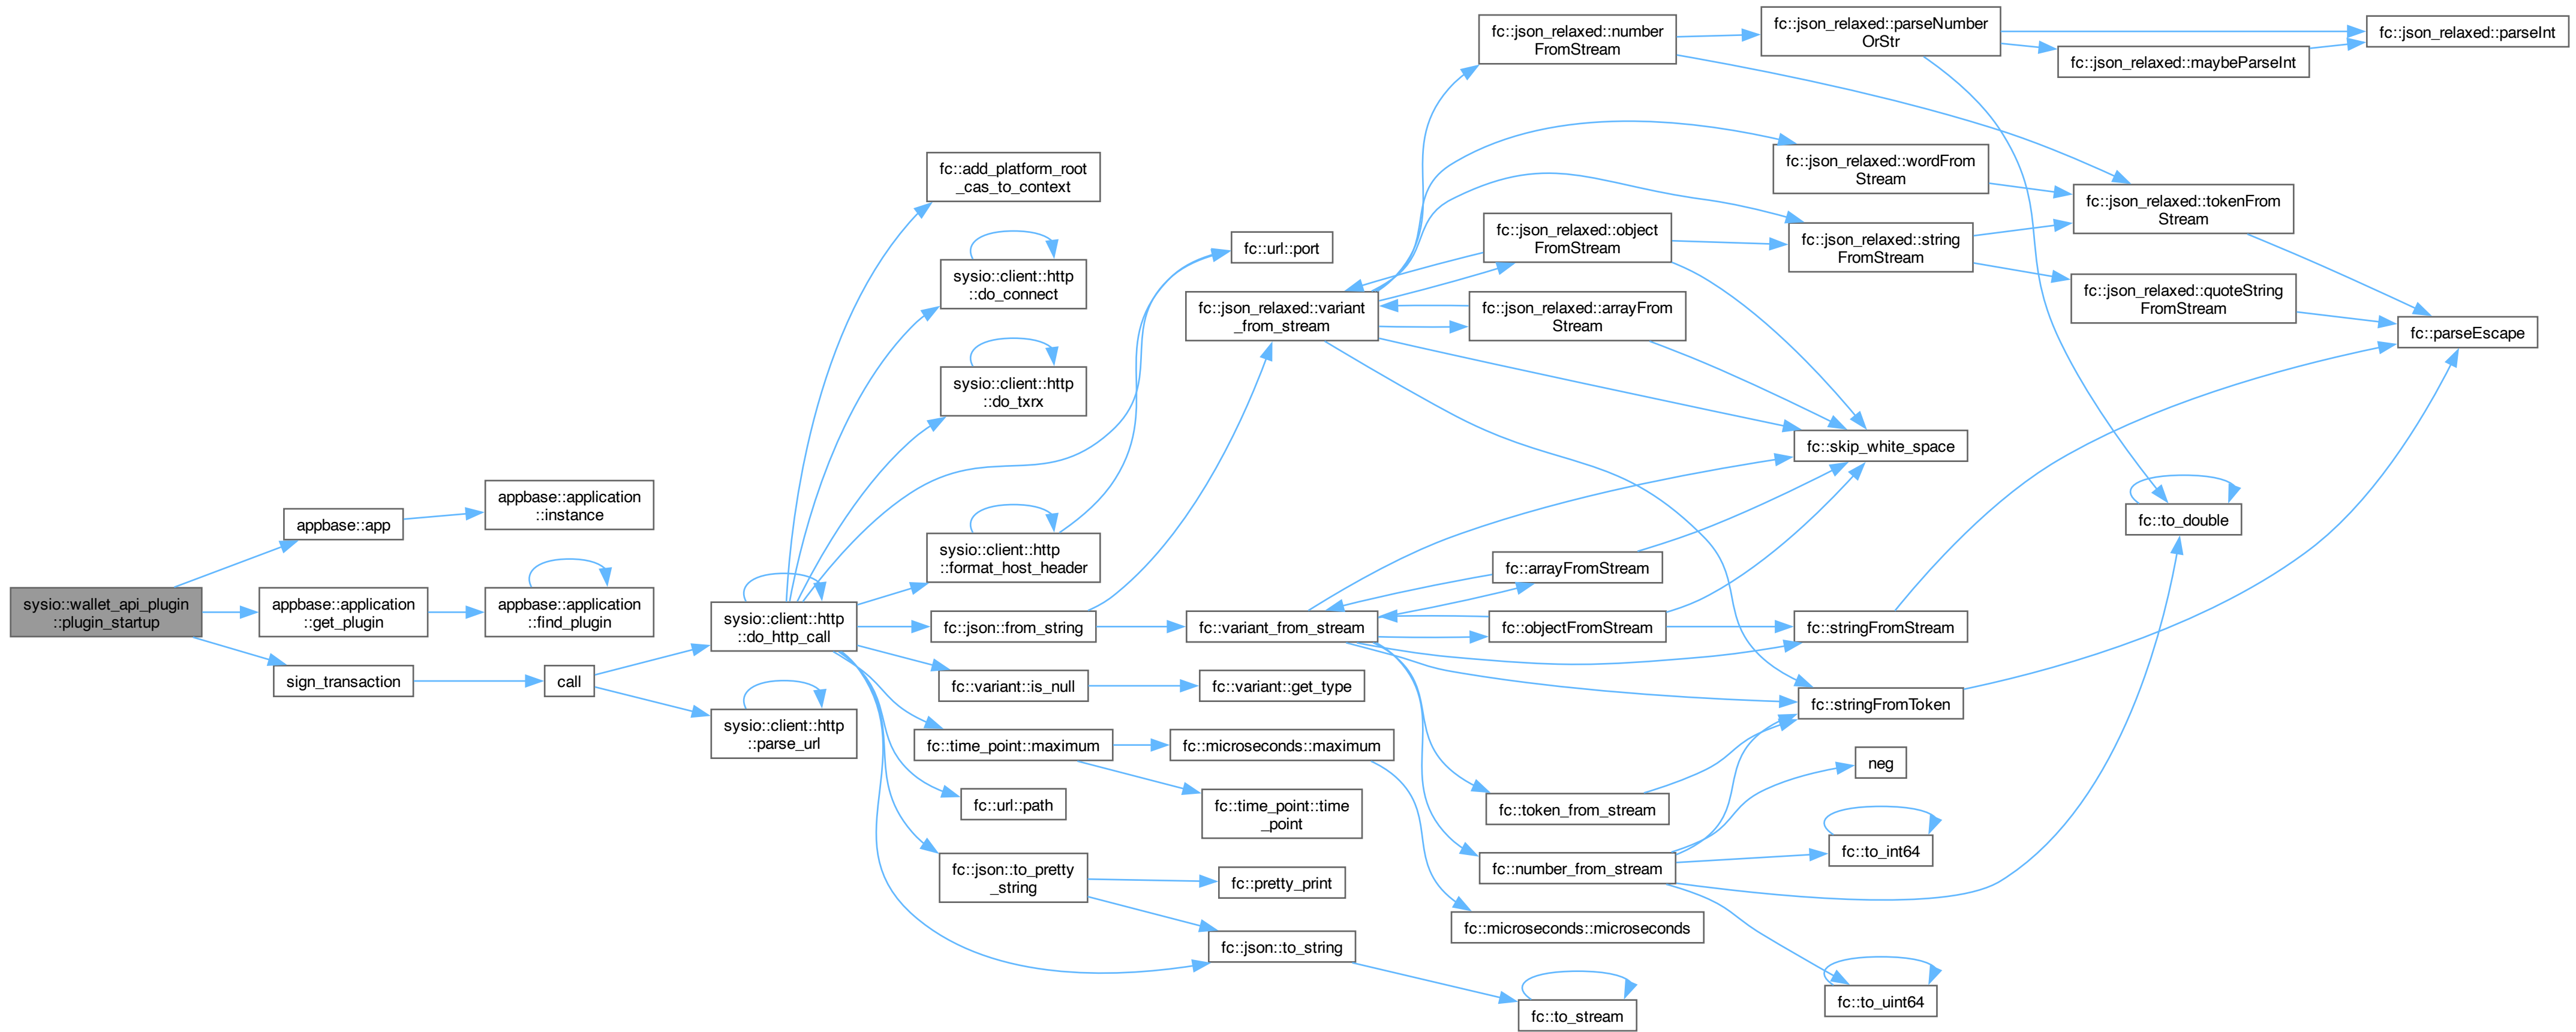 sysio::wallet_api_plugin
::plugin_startup
appbase::app
appbase::application
::instance
appbase::application
::get_plugin
appbase::application
::find_plugin
sign_transaction
call
sysio::client::http
::do_http_call
sysio::client::http
::parse_url
fc::add_platform_root
_cas_to_context
sysio::client::http
::do_connect
sysio::client::http
::do_txrx
sysio::client::http
::format_host_header
fc::json::from_string
fc::variant::is_null
fc::time_point::maximum
fc::url::path
fc::json::to_pretty
_string
fc::url::port
fc::json_relaxed::variant
_from_stream
fc::variant_from_stream
fc::variant::get_type
fc::microseconds::maximum
fc::time_point::time
_point
fc::pretty_print
fc::json::to_string
fc::json_relaxed::number
FromStream
fc::json_relaxed::object
FromStream
fc::json_relaxed::arrayFrom
Stream
fc::arrayFromStream
fc::objectFromStream
fc::token_from_stream
fc::number_from_stream
fc::microseconds::microseconds
fc::to_stream
fc::json_relaxed::parseNumber
OrStr
fc::json_relaxed::wordFrom
Stream
fc::json_relaxed::string
FromStream
fc::skip_white_space
fc::stringFromStream
fc::stringFromToken
neg
fc::to_int64
fc::to_uint64
fc::json_relaxed::maybeParseInt
fc::json_relaxed::tokenFrom
Stream
fc::json_relaxed::quoteString
FromStream
fc::to_double
fc::json_relaxed::parseInt
fc::parseEscape